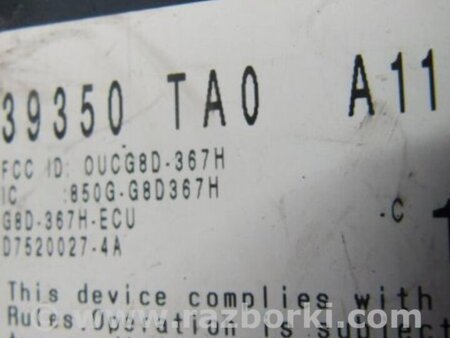 39350 TA0 A11
FCC ID: OUCG8D-367H
IC :850G-G8D367H
G8D-367H-ECU -C
D7520027-4A
This device complies with
Rules.Operation is subject
www.razborki.com